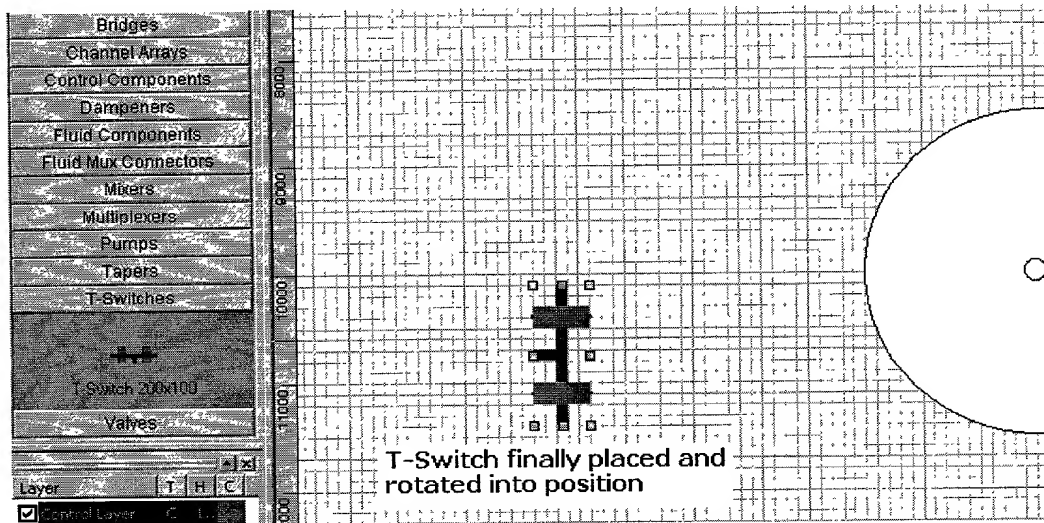 Bridges
Channel Arrays
Control Components
Dampeners
Fluid Components
Fluid Mux Connectors
Mixers
Multiplexers
Pumps
Tapers
T-Switches
T-Switch 200x100
Valves
Layer T H C
Control Layer C L...
8000
9000
10000
11000
T-Switch finally placed and
rotated into position